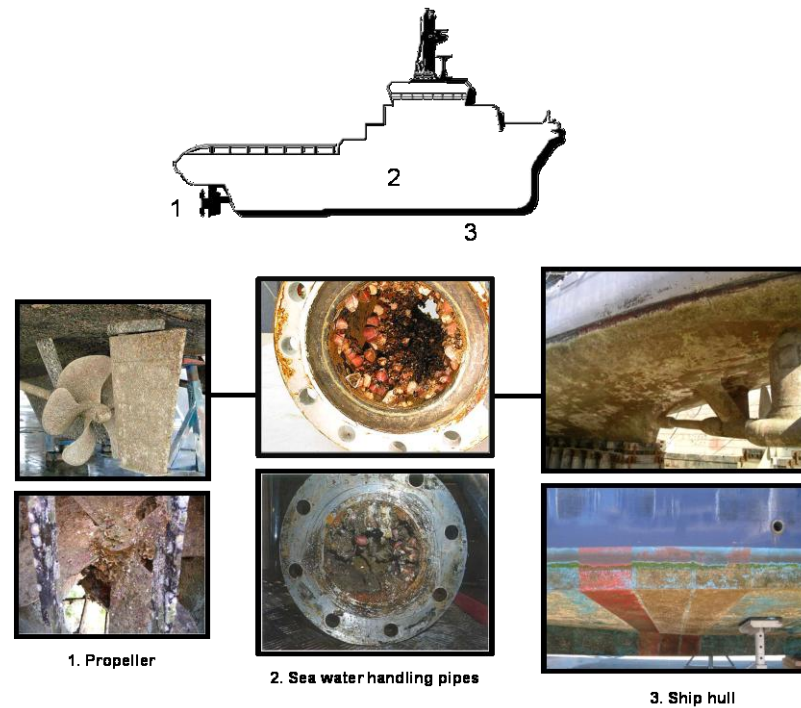 1
2
3
1. Propeller
2. Sea water handling pipes
3. Ship hull